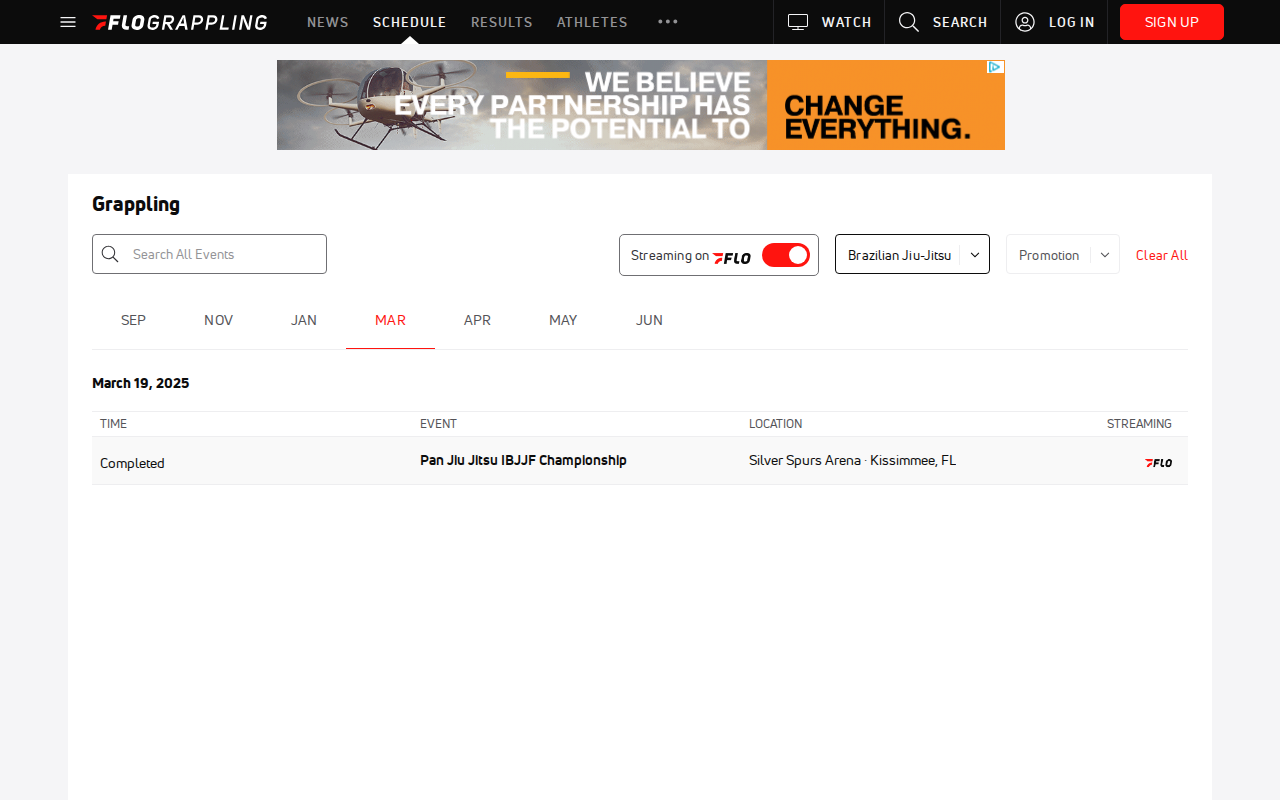 FLOGRAPPLING NEWS SCHEDULE RESULTS ATHLETES ••• WATCH SEARCH LOG IN SIGN UP
WE BELIEVE
EVERY PARTNERSHIP HAS
THE POTENTIAL TO
CHANGE
EVERYTHING.
Grappling
Search All Events
Streaming on FLO
Brazilian Jiu-Jitsu
Promotion
Clear All
SEP NOV JAN MAR APR MAY JUN
March 19, 2025
TIME EVENT LOCATION STREAMING
Completed Pan Jiu Jitsu IBJJF Championship Silver Spurs Arena · Kissimmee, FL FLO